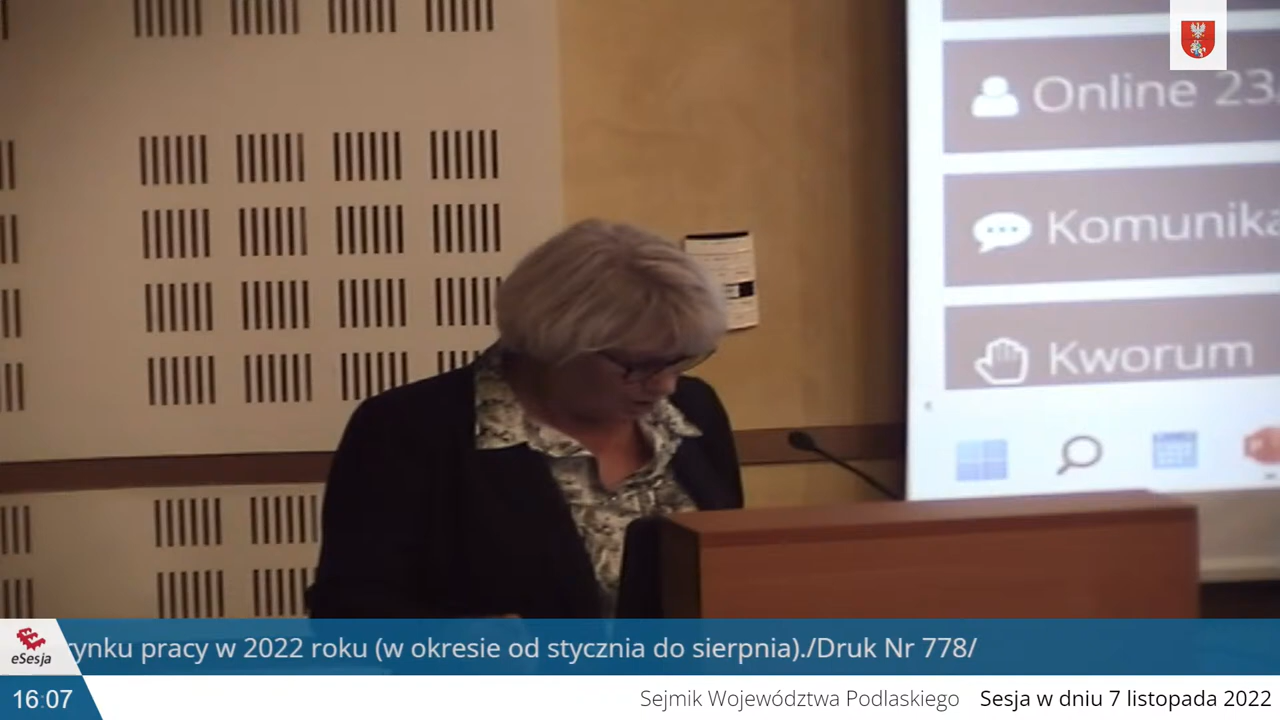 Online 23
Komunika
Kworum
rynku pracy w 2022 roku (w okresie od stycznia do sierpnia)./Druk Nr 778/
eSesja
16:07
Sejmik Województwa Podlaskiego Sesja w dniu 7 listopada 2022